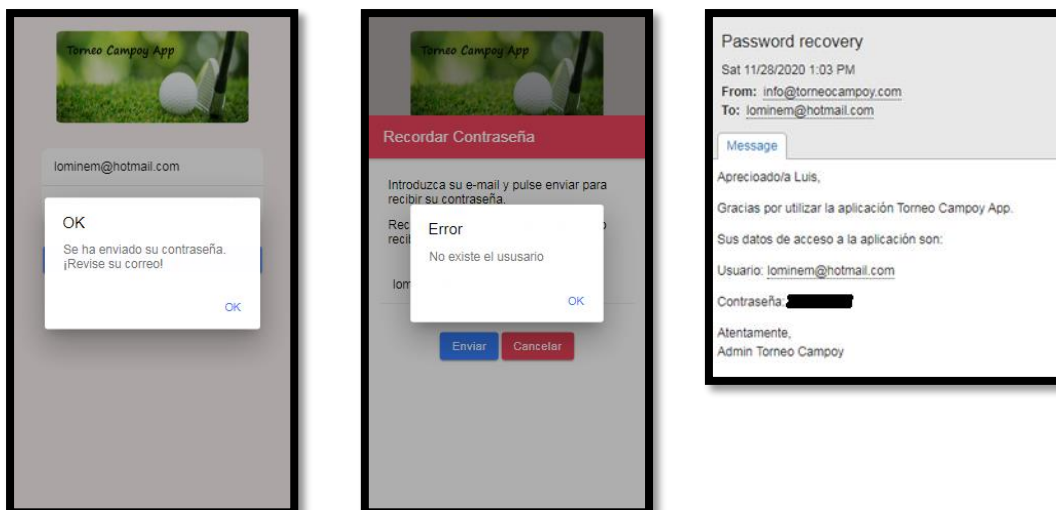 Torneo Campoy App
lominem@hotmail.com
OK
Se ha enviado su contraseña.
¡Revise su correo!
OK
Torneo Campoy App
Recordar Contraseña
Introduzca su e-mail y pulse enviar para
recibir su contraseña.
Error
No existe el ususario
OK
Enviar
Cancelar
Password recovery
Sat 11/28/2020 1:03 PM
From: info@torneocampoy.com
To: lominem@hotmail.com
Message
Aprecioado/a Luis,
Gracias por utilizar la aplicación Torneo Campoy App.
Sus datos de acceso a la aplicación son:
Usuario: lominem@hotmail.com
Contraseña:
Atentamente,
Admin Torneo Campoy